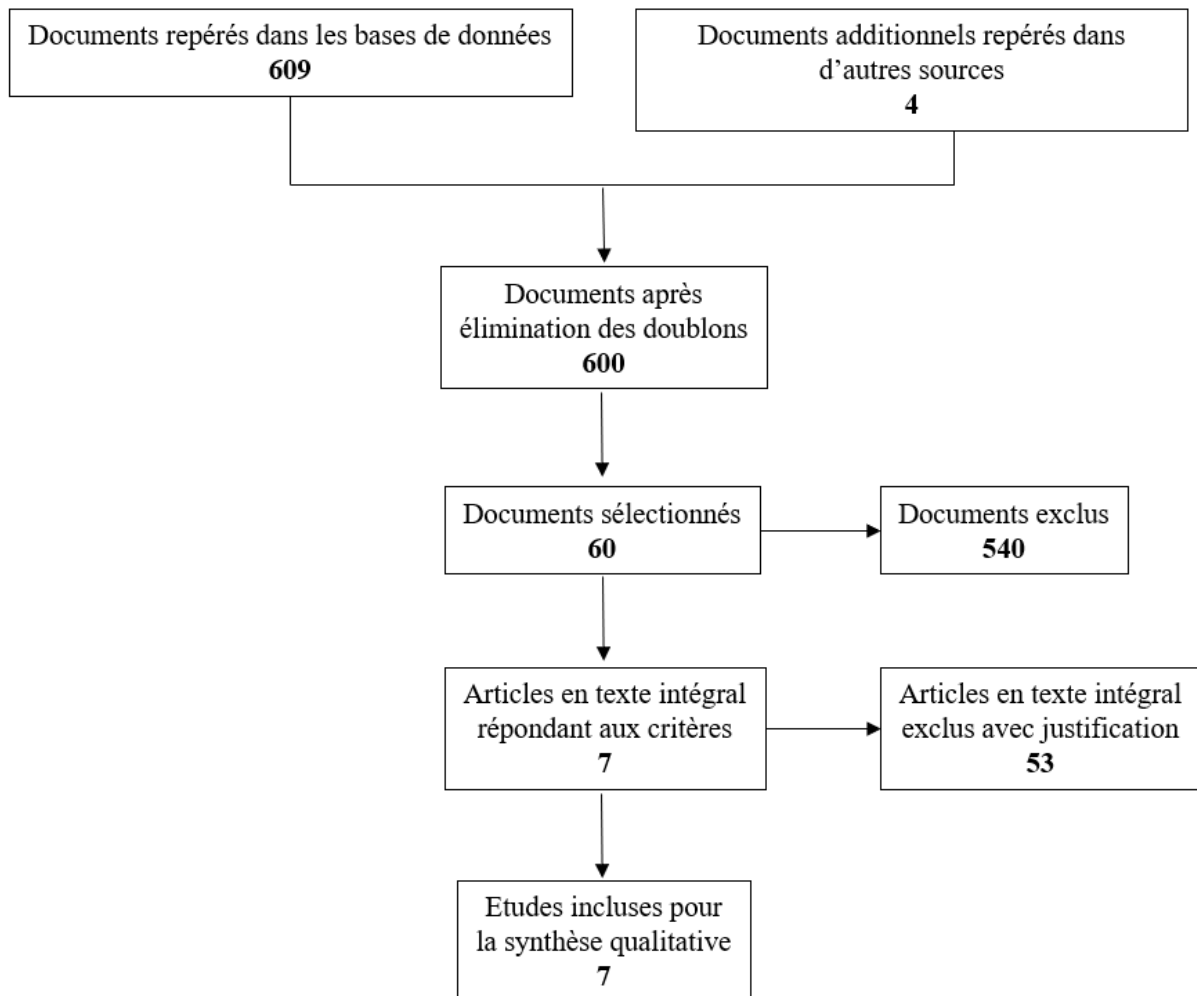 Documents repérés dans les bases de données
609
Documents additionnels repérés dans
d’autres sources
4
Documents après
élimination des doublons
600
Documents sélectionnés
60
Documents exclus
540
Articles en texte intégral
répondant aux critères
7
Articles en texte intégral
exclus avec justification
53
Etudes incluses pour
la synthèse qualitative
7